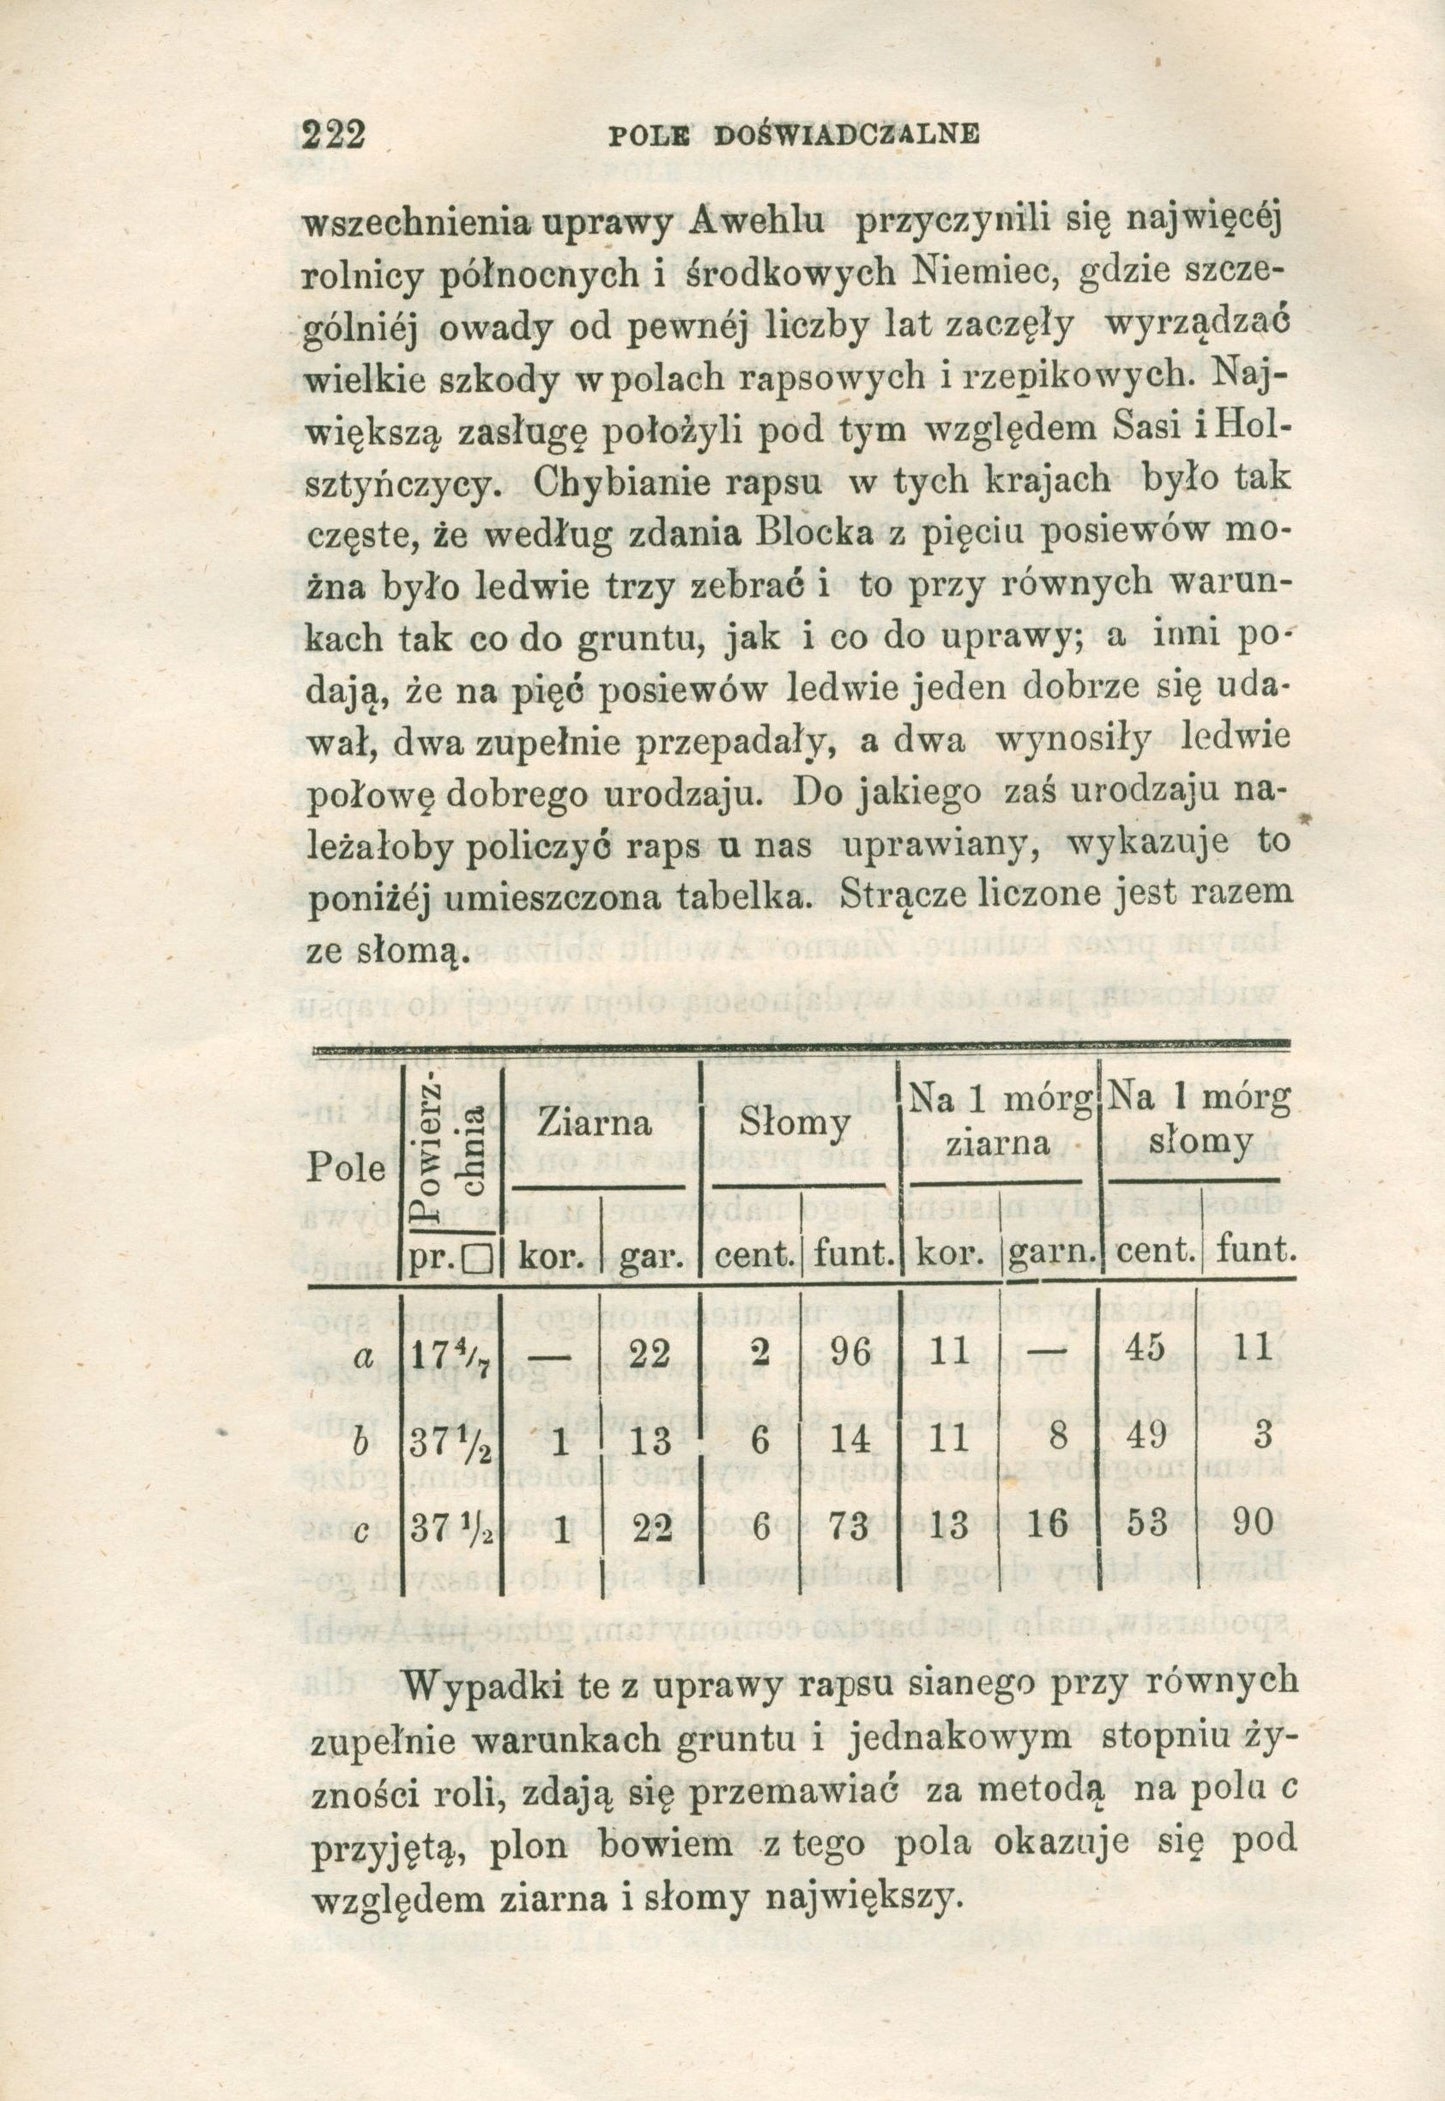 222 POLE DOŚWIADCZALNE
wszechnienia uprawy Awehlu przyczynili się najwięcéj
rolnicy północnych i środkowych Niemiec, gdzie szcze-
gólniéj owady od pewnéj liczby lat zaczęły wyrządzać
wielkie szkody w polach rapsowych i rzepikowych. Naj-
większą zasługę położyli pod tym względem Sasi i Hol-
sztyńczycy. Chybianie rapsu w tych krajach było tak
częste, że według zdania Blocka z pięciu posiewów mo-
żna było ledwie trzy zebrać i to przy równych warun-
kach tak co do gruntu, jak i co do uprawy; a inni po-
dają, że na pięć posiewów ledwie jeden dobrze się uda-
wał, dwa zupełnie przepadały, a dwa wynosiły ledwie
połowę dobrego urodzaju. Do jakiego zaś urodzaju na-
leżałoby policzyć raps u nas uprawiany, wykazuje to
poniżéj umieszczona tabelka. Strącze liczone jest razem
ze słomą.
Pole Powierz-chnia Ziarna Słomy Na 1 mórg ziarna Na 1 mórg słomy
pr.□ kor. gar. cent. funt. kor. garn. cent. funt.
a 17 4/7 — 22 2 96 11 — 45 11
b 37 1/2 1 13 6 14 11 8 49 3
c 37 1/2 1 22 6 73 13 16 53 90
Wypadki te z uprawy rapsu sianego przy równych
zupełnie warunkach gruntu i jednakowym stopniu ży-
zności roli, zdają się przemawiać za metodą na polu c
przyjętą, plon bowiem z tego pola okazuje się pod
względem ziarna i słomy największy.